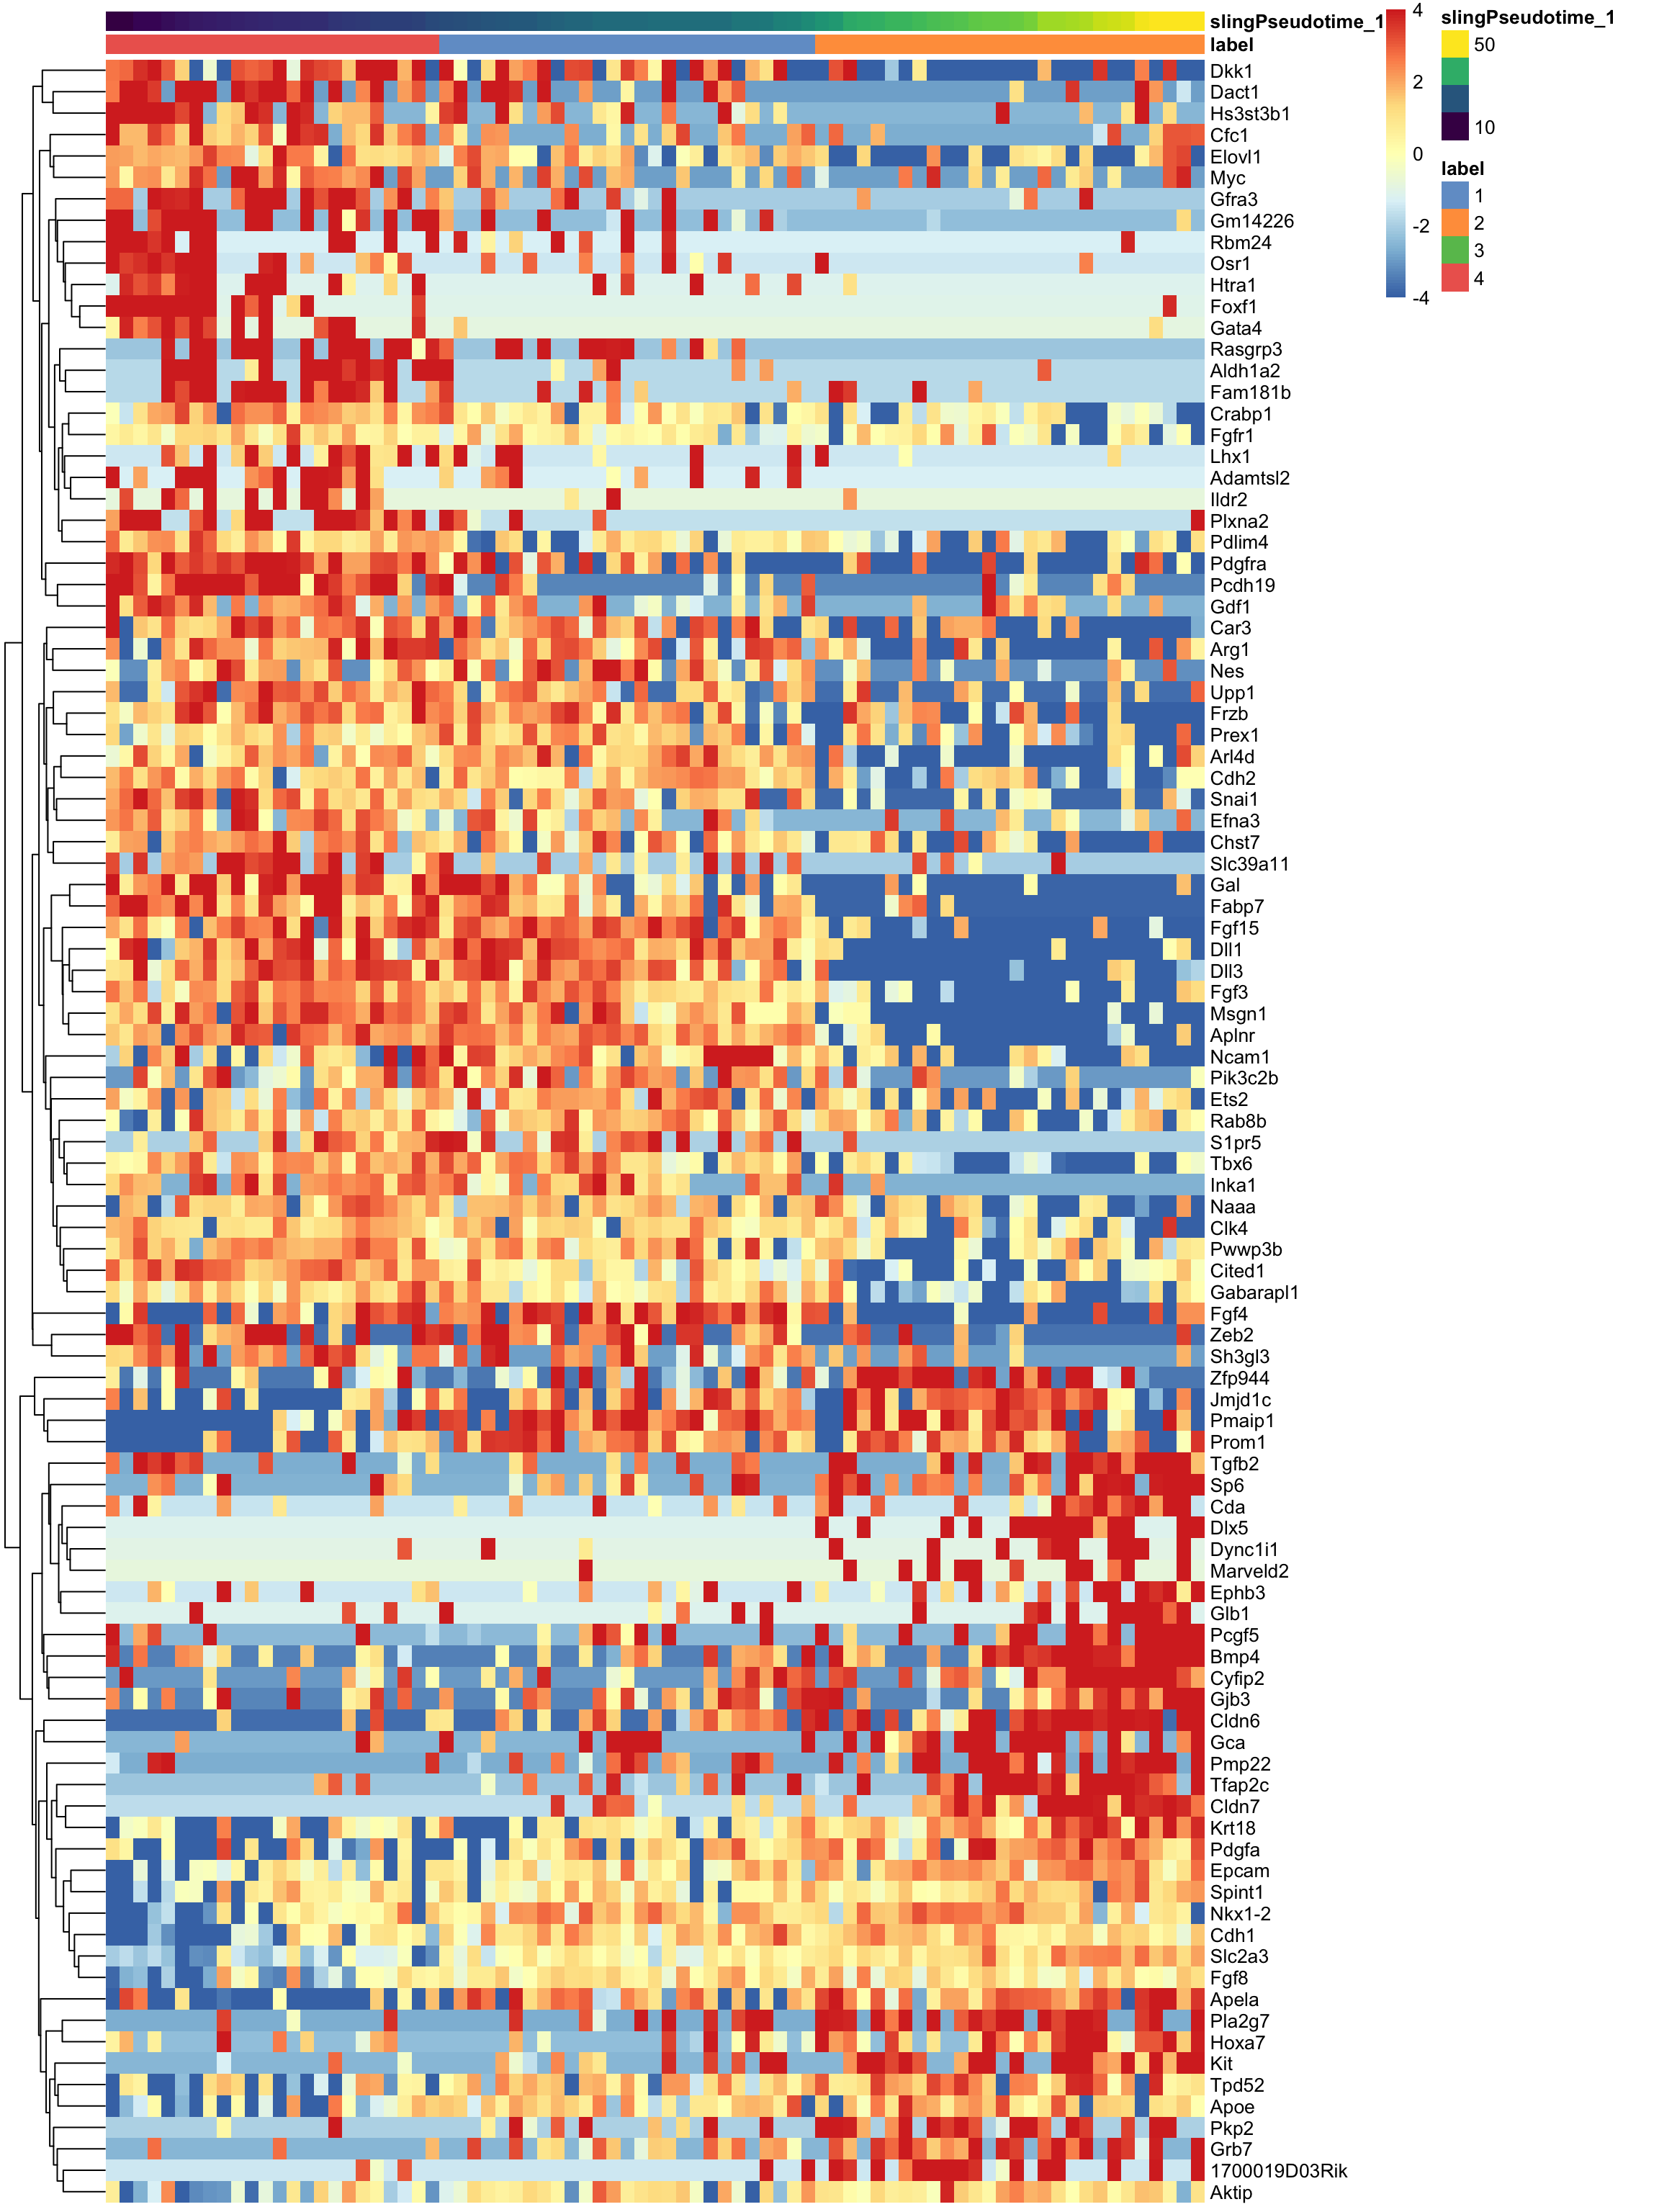 slingPseudotime_1
label
Dkk1
Dact1
Hs3st3b1
Cfc1
Elovl1
Myc
Gfra3
Gm14226
Rbm24
Osr1
Htra1
Foxf1
Gata4
Rasgrp3
Aldh1a2
Fam181b
Crabp1
Fgfr1
Lhx1
Adamtsl2
Ildr2
Plxna2
Pdlim4
Pdgfra
Pcdh19
Gdf1
Car3
Arg1
Nes
Upp1
Frzb
Prex1
Arl4d
Cdh2
Snai1
Efna3
Chst7
Slc39a11
Gal
Fabp7
Fgf15
Dll1
Dll3
Fgf3
Msgn1
Aplnr
Ncam1
Pik3c2b
Ets2
Rab8b
S1pr5
Tbx6
Inka1
Naaa
Clk4
Pwwp3b
Cited1
Gabarapl1
Fgf4
Zeb2
Sh3gl3
Zfp944
Jmjd1c
Pmaip1
Prom1
Tgfb2
Sp6
Cda
Dlx5
Dync1i1
Marveld2
Ephb3
Glb1
Pcgf5
Bmp4
Cyfip2
Gjb3
Cldn6
Gca
Pmp22
Tfap2c
Cldn7
Krt18
Pdgfa
Epcam
Spint1
Nkx1-2
Cdh1
Slc2a3
Fgf8
Apela
Pla2g7
Hoxa7
Kit
Tpd52
Apoe
Pkp2
Grb7
1700019D03Rik
Aktip
4
2
0
-2
-4
slingPseudotime_1
50
10
label
1
2
3
4